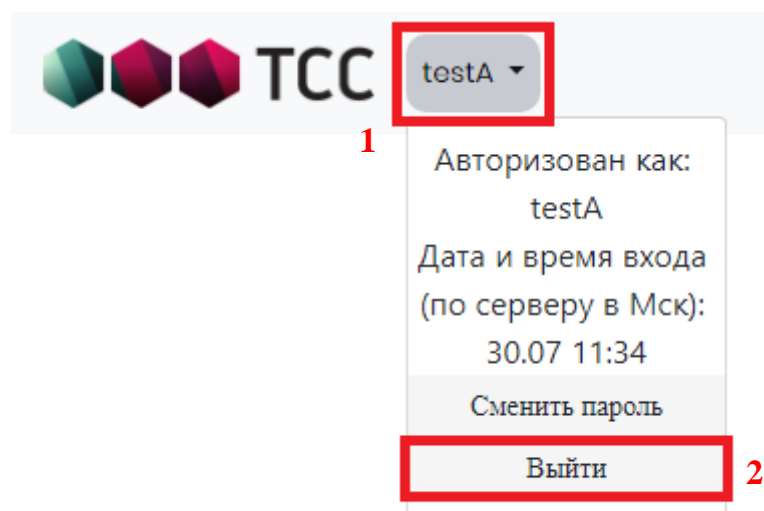 TCC testA
1
Авторизован как:
testA
Дата и время входа
(по серверу в Мск):
30.07 11:34
Сменить пароль
Выйти 2